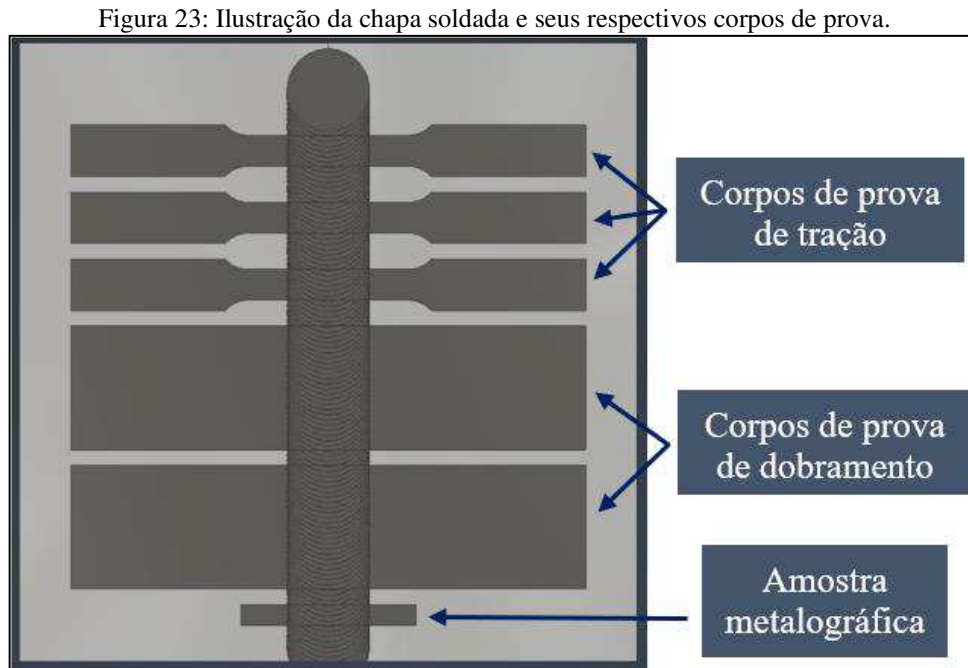 Figura 23: Ilustração da chapa soldada e seus respectivos corpos de prova.
Corpos de prova
de tração
Corpos de prova
de dobramento
Amostra
metalográfica